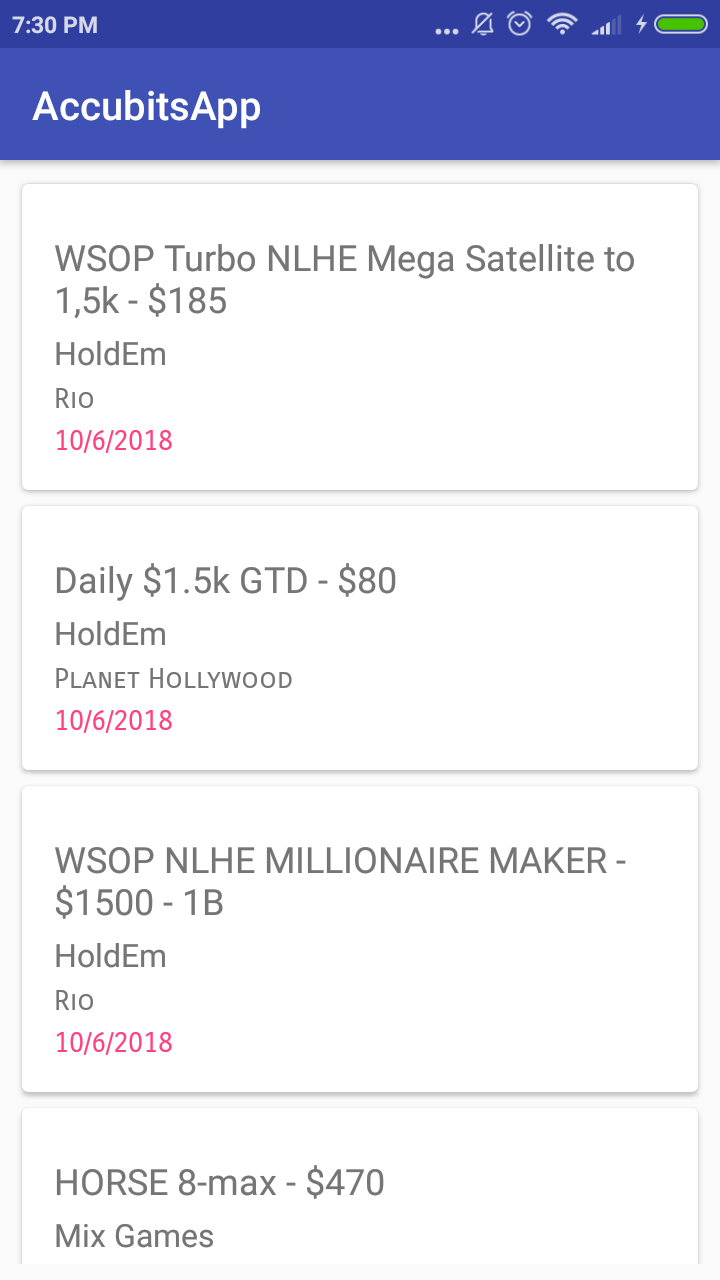 7:30 PM
AccubitsApp
WSOP Turbo NLHE Mega Satellite to
1,5k - $185
HoldEm
Rio
10/6/2018
Daily $1.5k GTD - $80
HoldEm
Planet Hollywood
10/6/2018
WSOP NLHE MILLIONAIRE MAKER -
$1500 - 1B
HoldEm
Rio
10/6/2018
HORSE 8-max - $470
Mix Games